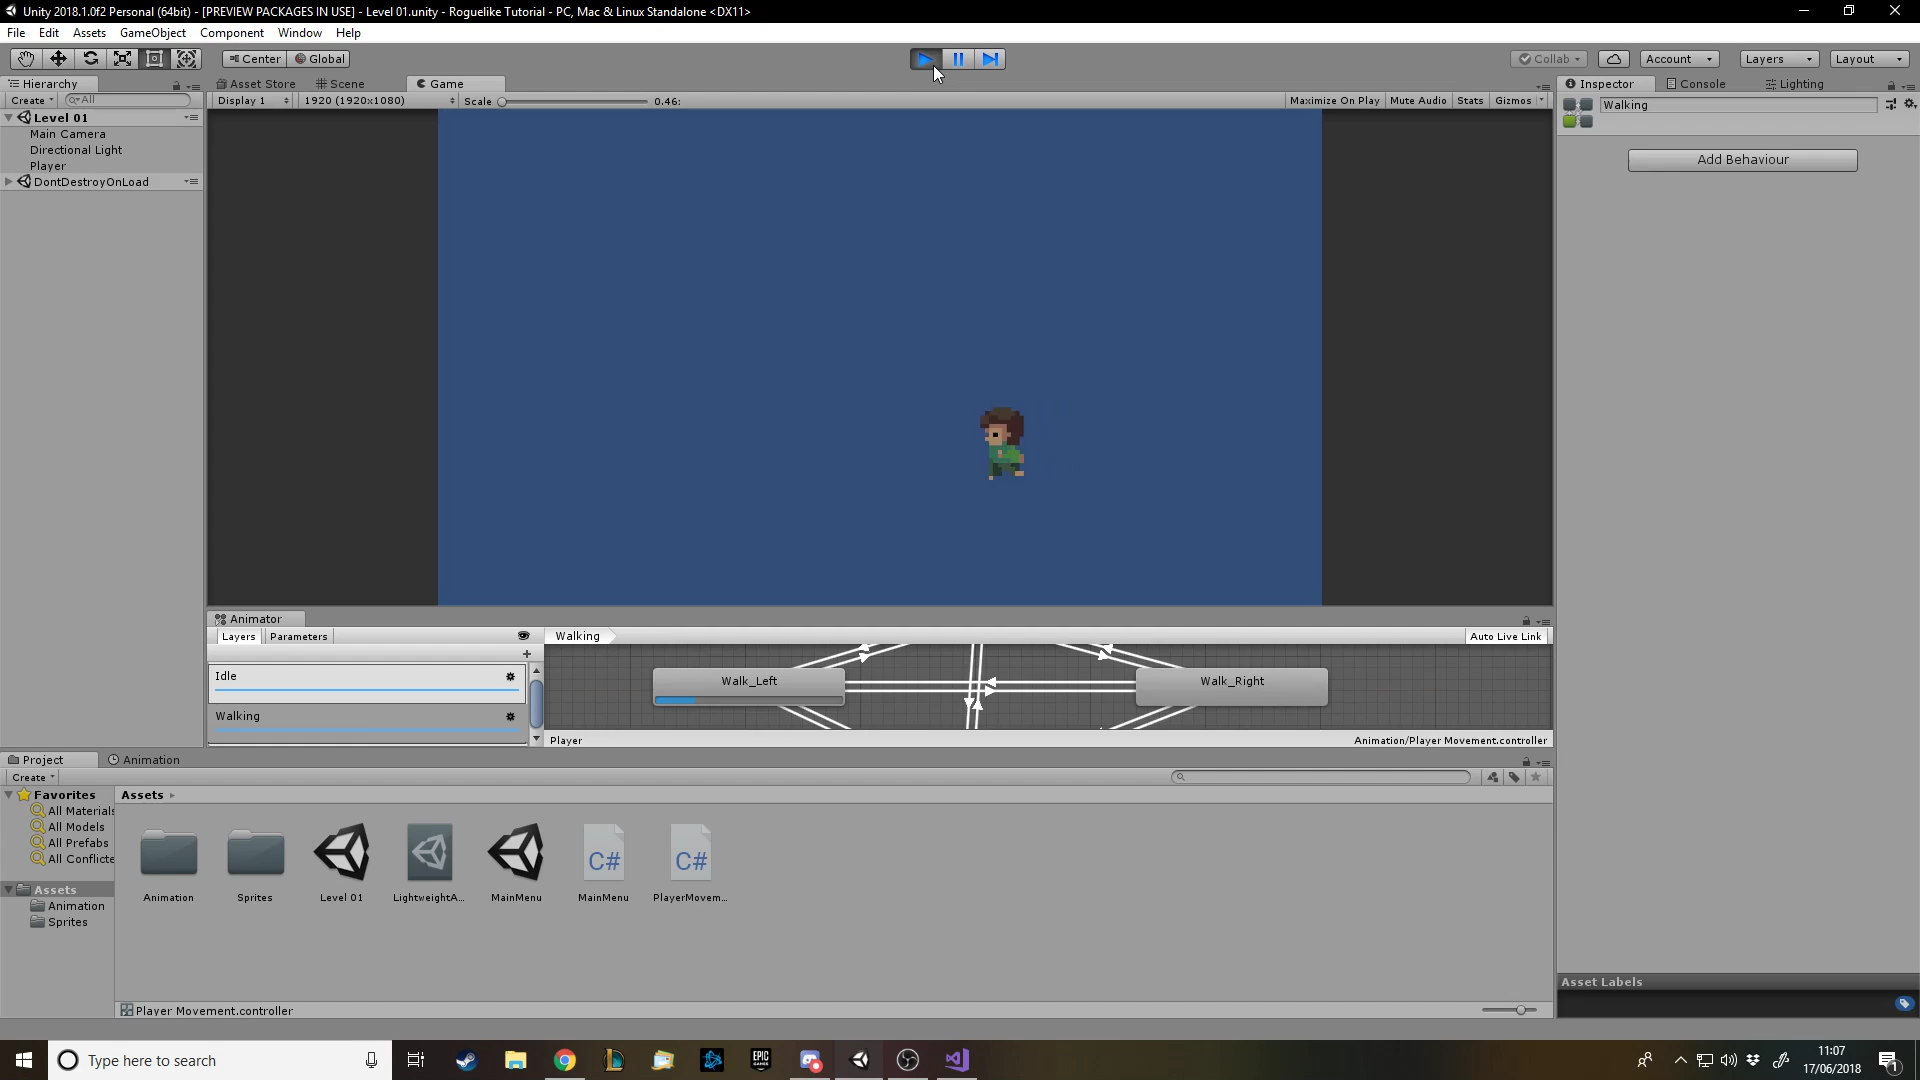 Unity 2018.1.0f2 Personal (64bit) - [PREVIEW PACKAGES IN USE] - Level 01.unity - Roguelike Tutorial - PC, Mac & Linux Standalone <DX11>
File Edit Assets GameObject Component Window Help
Center Global Collab Account Layers Layout
Hierarchy Asset Store Scene Game Inspector Console Lighting
Create All Display 1 1920 (1920x1080) Scale 0.46: Maximize On Play Mute Audio Stats Gizmos Walking
Level 01
Main Camera
Directional Light
Player
DontDestroyOnLoad
Add Behaviour
Animator
Layers Parameters Walking Auto Live Link
Idle
Walking
Walk_Left Walk_Right
Player Animation/Player Movement.controller
Project Animation
Create
Favorites
All Materials
All Models
All Prefabs
All Conflicte
Assets
Animation
Sprites
Assets
C# C#
Animation Sprites Level 01 LightweightA... MainMenu MainMenu PlayerMovem...
Player Movement.controller
Asset Labels
Type here to search
EPIC GAMES
11:07
17/06/2018
1